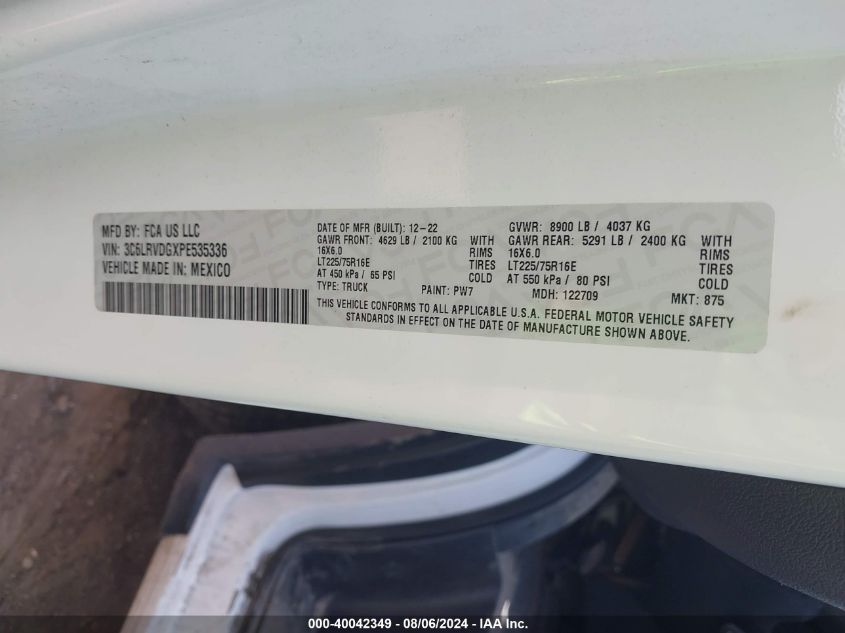 MFD BY: FCA US LLC
VIN: 3C6LRVDGXPE535336
VEHICLE MADE IN: MEXICO
DATE OF MFR (BUILT): 12-22
GAWR FRONT: 4629 LB / 2100 KG WITH
16X6.0 RIMS
LT225/75R16E TIRES
AT 450 kPa / 65 PSI COLD
TYPE: TRUCK PAINT: PW7
GVWR: 8900 LB / 4037 KG
GAWR REAR: 5291 LB / 2400 KG WITH
16X6.0 RIMS
LT225/75R16E TIRES
AT 550 kPa / 80 PSI COLD
MDH: 122709 MKT: 875
THIS VEHICLE CONFORMS TO ALL APPLICABLE U.S.A. FEDERAL MOTOR VEHICLE SAFETY
STANDARDS IN EFFECT ON THE DATE OF MANUFACTURE SHOWN ABOVE.
000-40042349 - 08/06/2024 - IAA Inc.